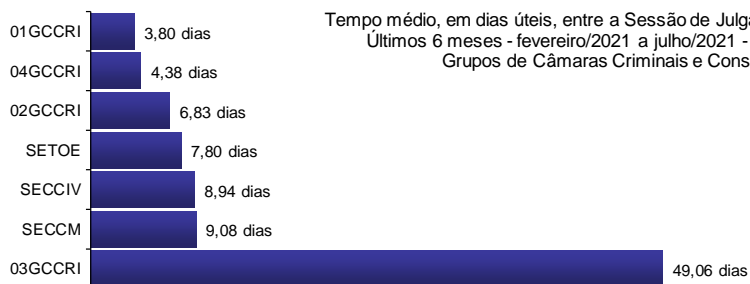 Tempo médio, em dias úteis, entre a Sessão de
Últimos 6 meses - fevereiro/2021 a julho/2021 -
Grupos de Câmaras Criminais e
01GCCRI 3,80 dias
04GCCRI 4,38 dias
02GCCRI 6,83 dias
SETOE 7,80 dias
SECCIV 8,94 dias
SECCM 9,08 dias
03GCCRI 49,06 dias